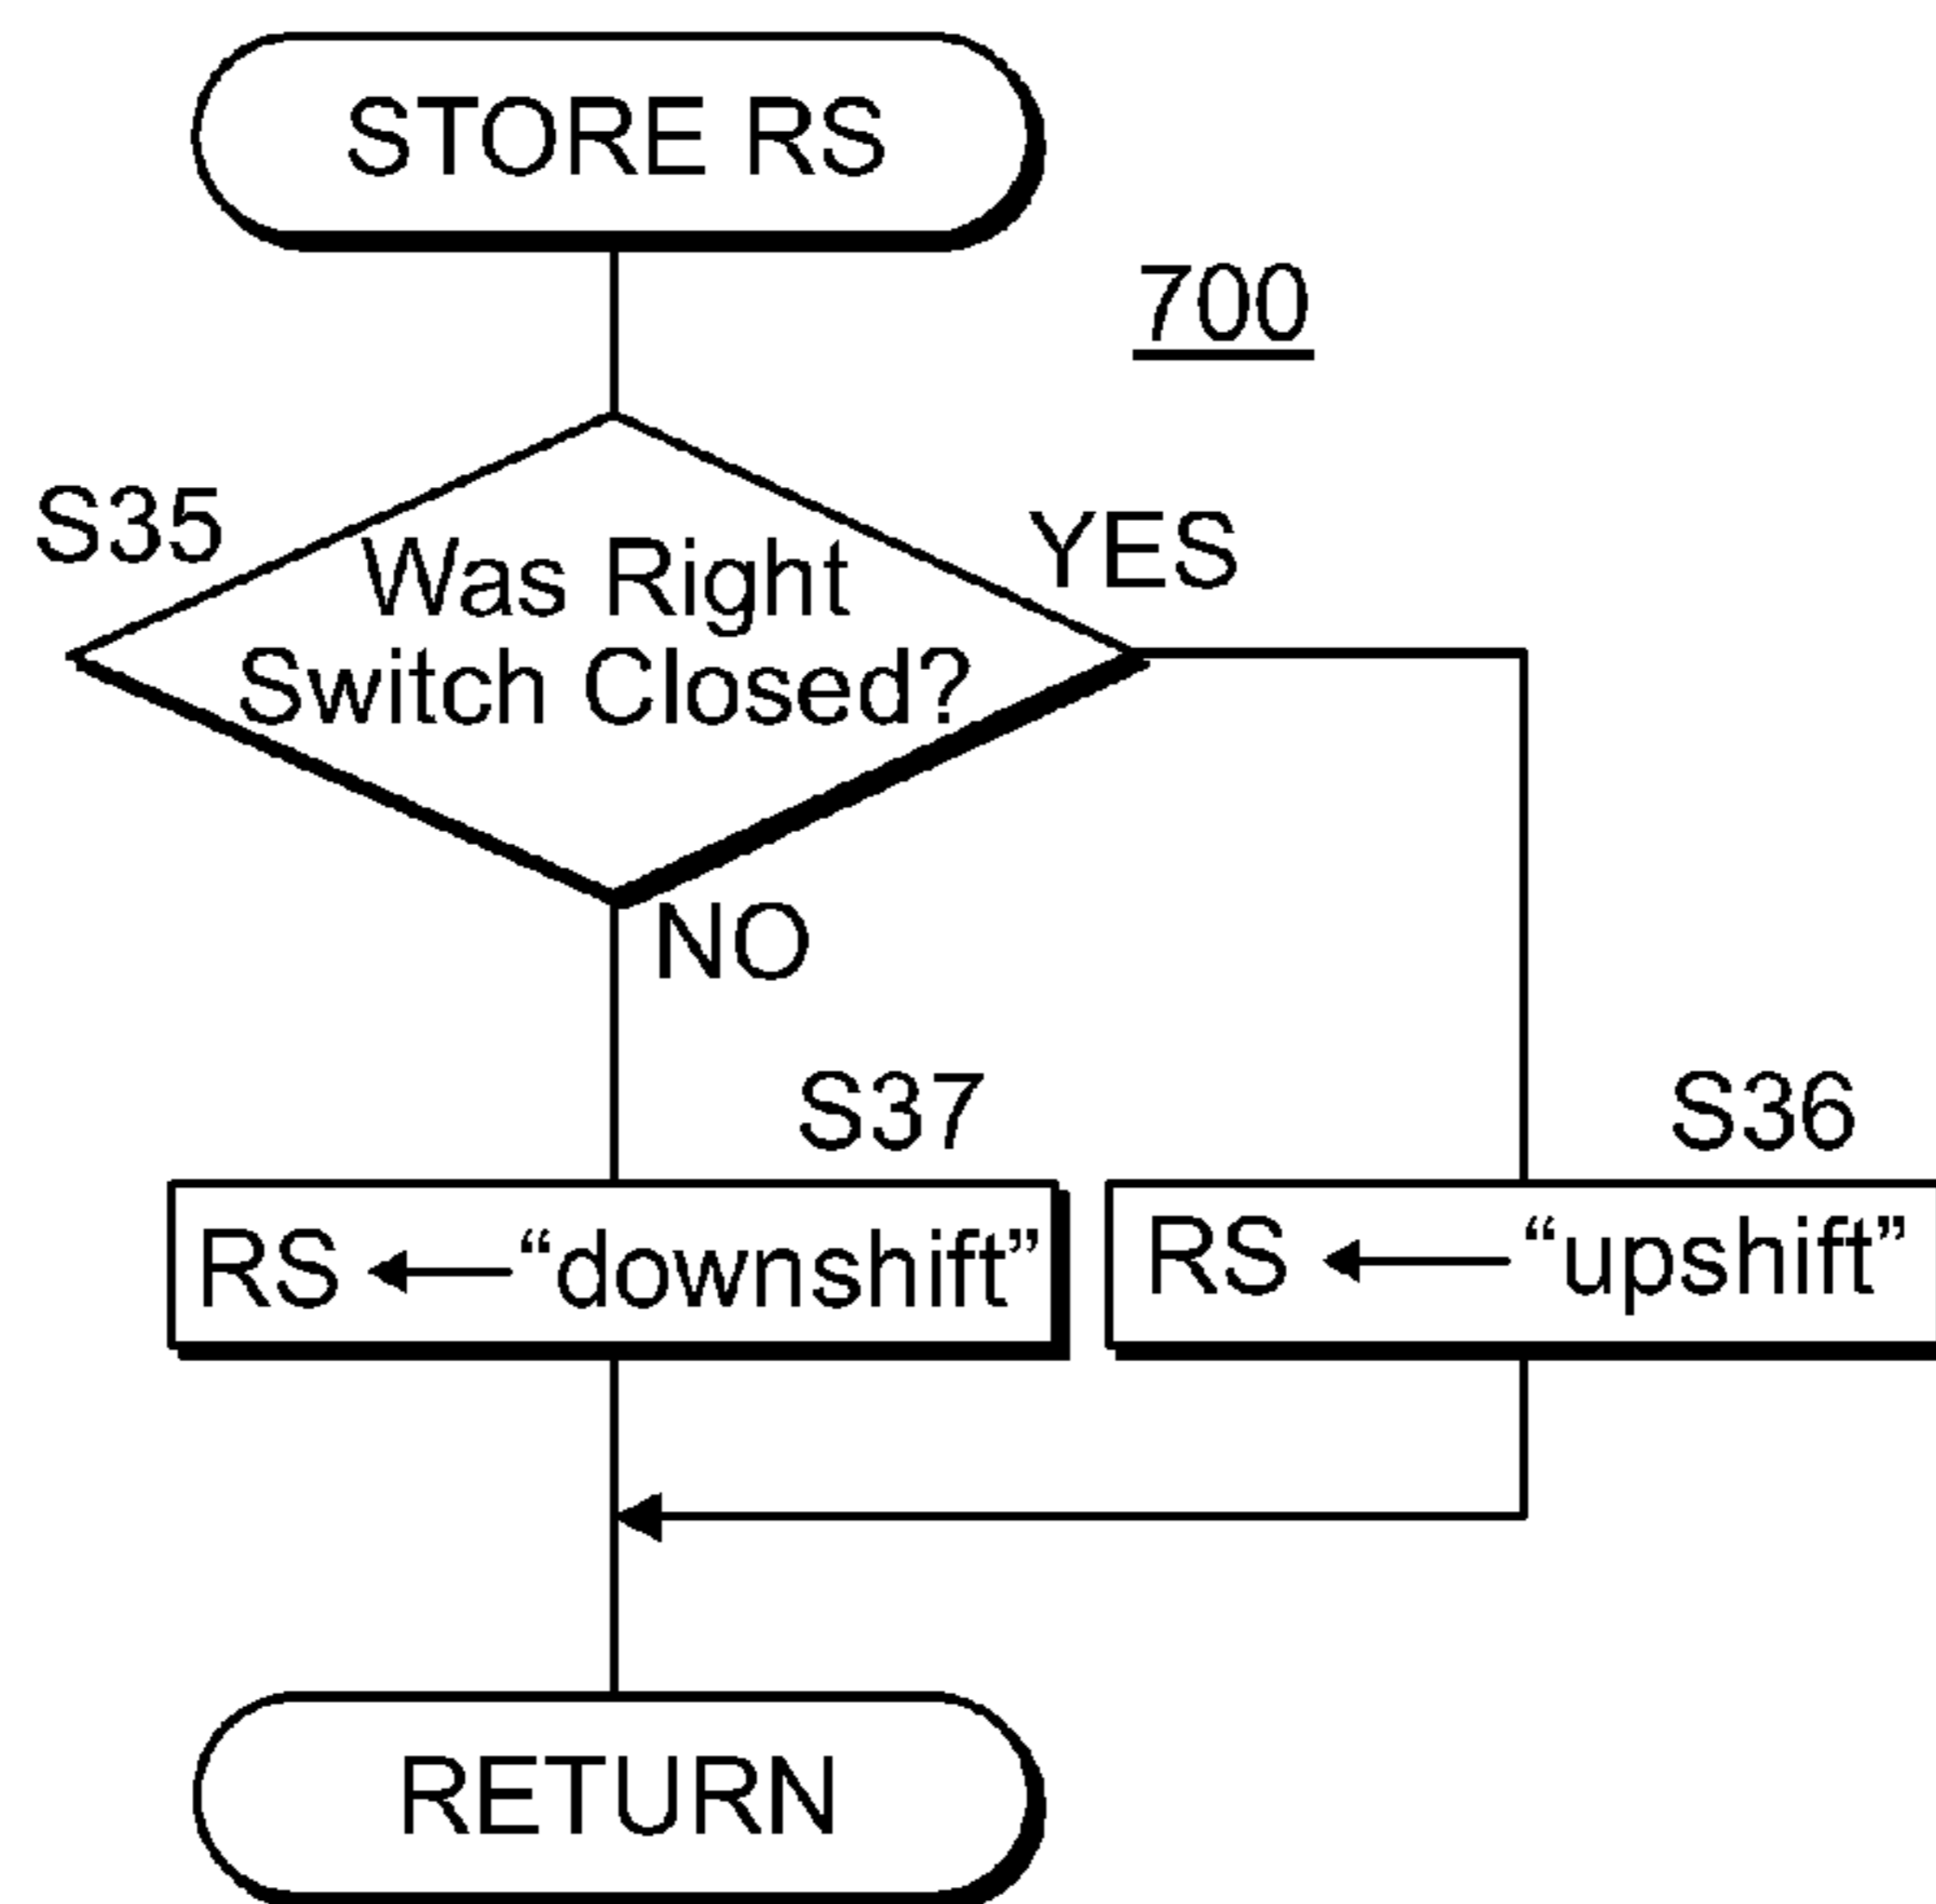 STORE RS
700
S35
Was Right
Switch Closed?
YES
NO
S37
S36
RS ← “downshift”
RS ← “upshift”
RETURN